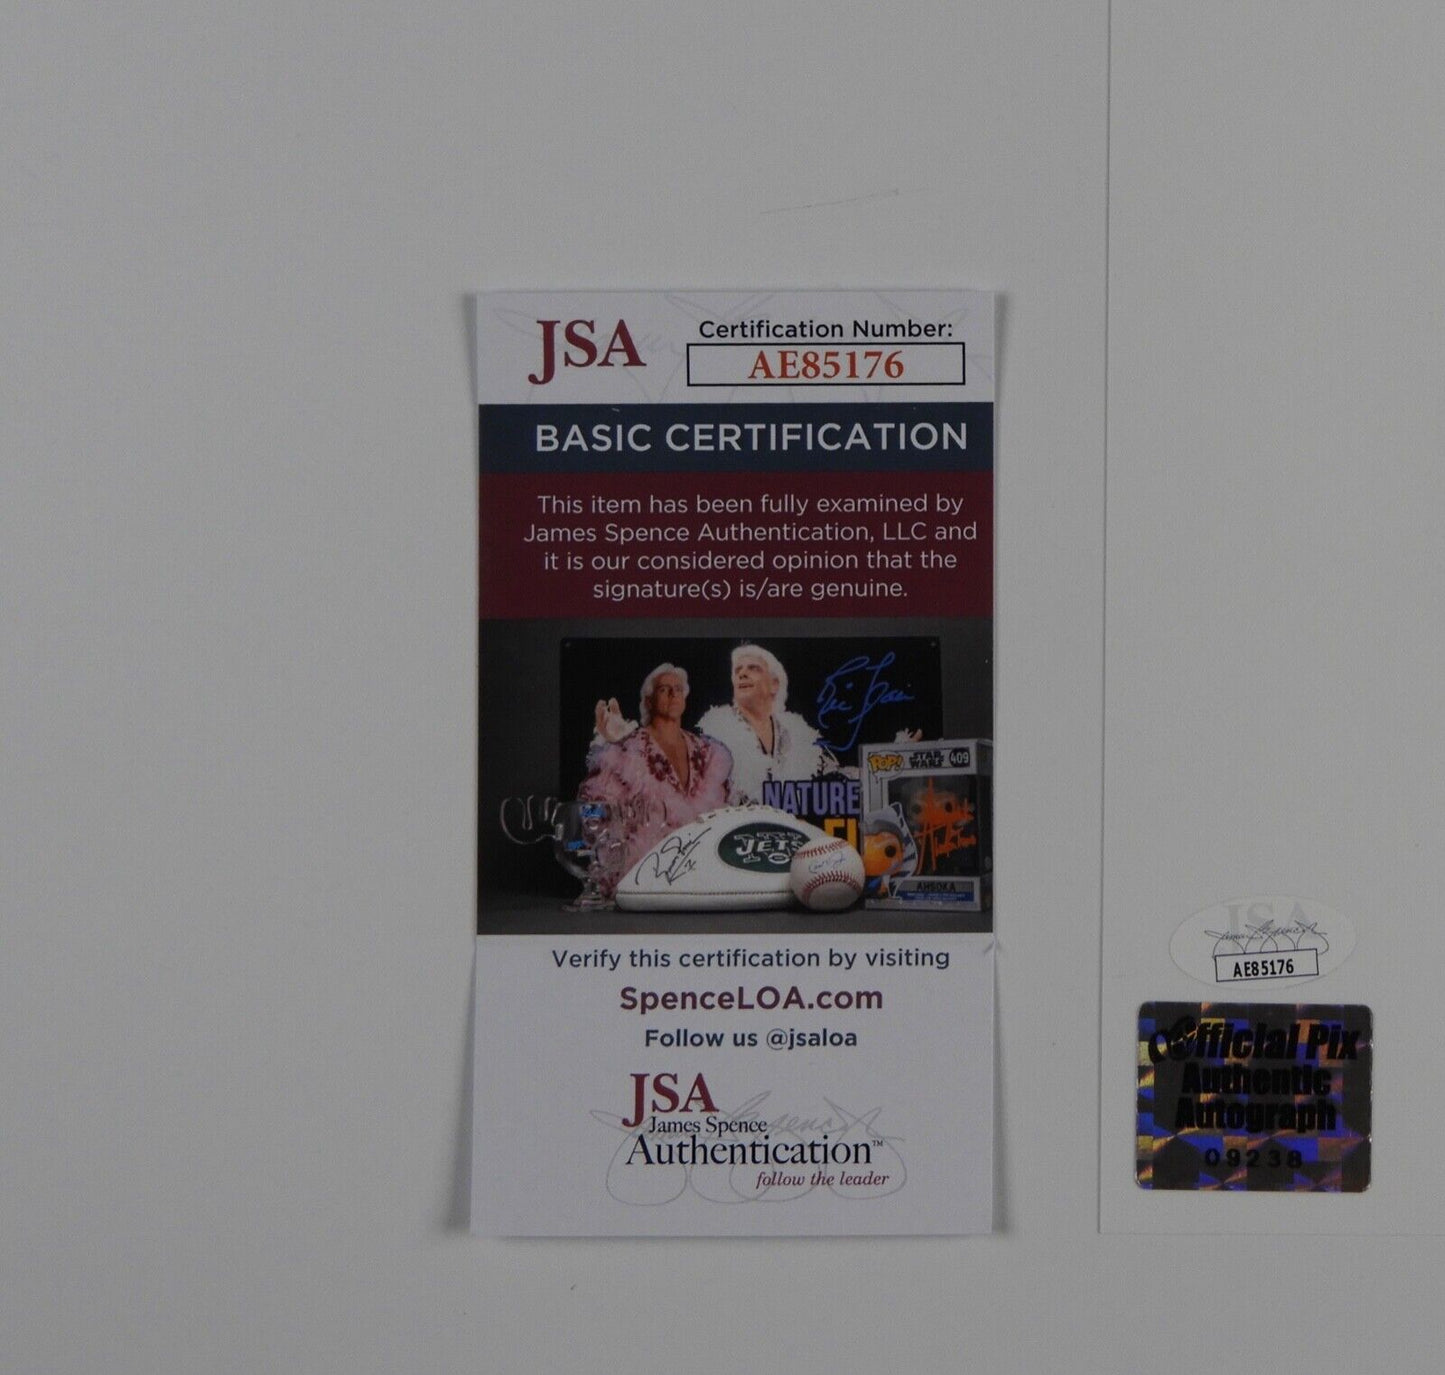 JSA
Certification Number:
AE85176
BASIC CERTIFICATION
This item has been fully examined by
James Spence Authentication, LLC and
it is our considered opinion that the
signature(s) is/are genuine.
NATURE
POP!
STAR
WARS
409
JETS
AHSOKA
Verify this certification by visiting
SpenceLOA.com
Follow us @jsaloa
JSA
James Spence
Authentication™
follow the leader
JSA
AE85176
Official Pix
Authentic
Autograph
09238